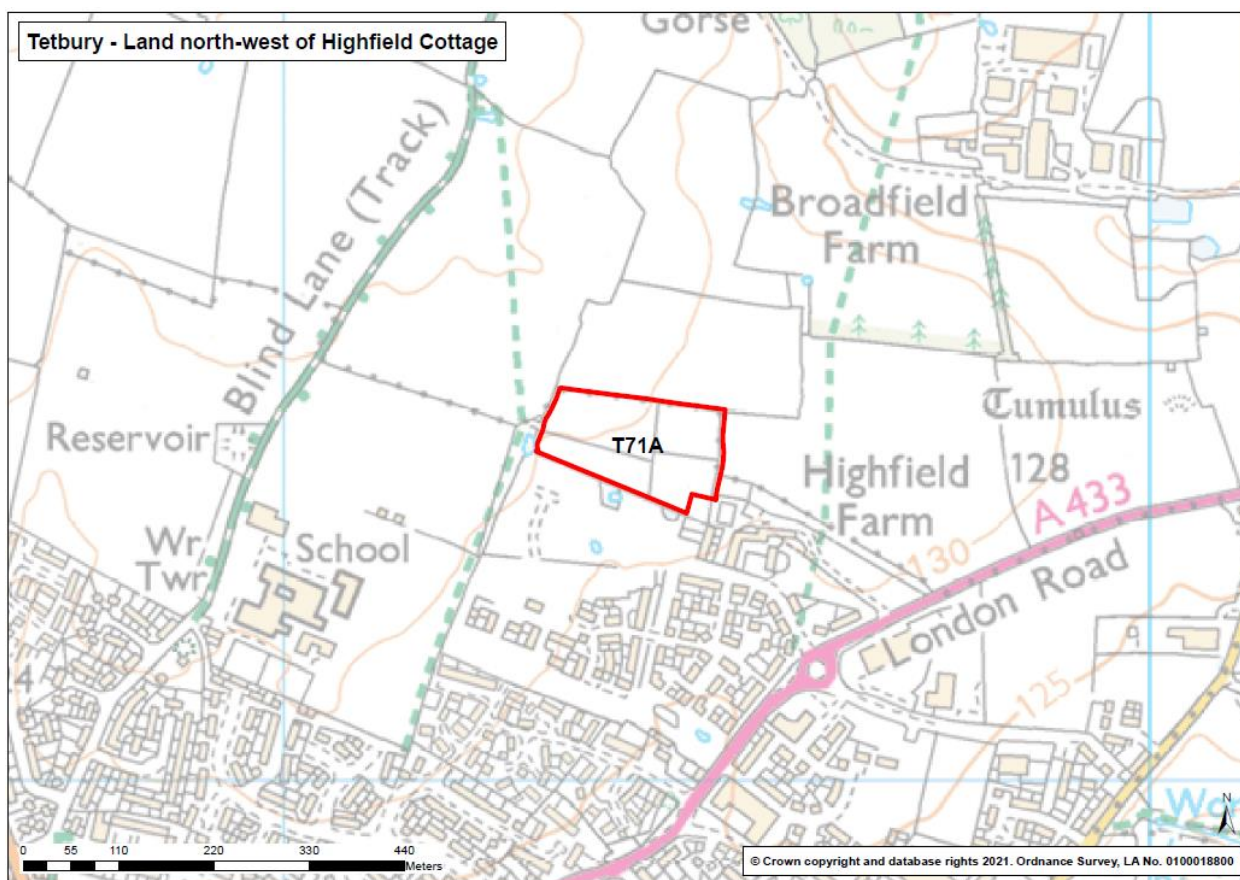 Tetbury - Land north-west of Highfield Cottage
Gorse
Blind Lane (Track)
Broadfield
Farm
Tumulus
Reservoir
T71A
Highfield
Farm
128
A 433
Wr
Twr
School
130
London Road
125
4
Wor
N
0 55 110 220 330 440
Meters
© Crown copyright and database rights 2021. Ordnance Survey, LA No. 0100018800